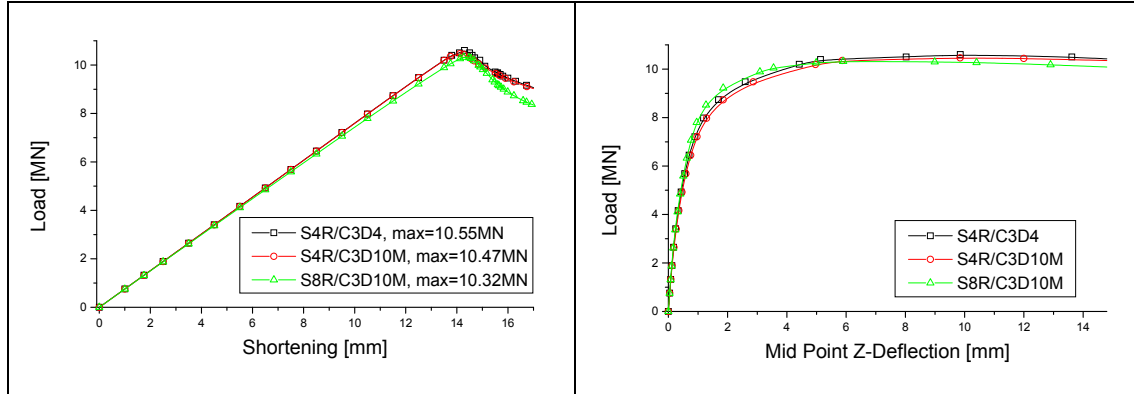 10
8
6
4
2
0
Load [MN]
S4R/C3D4, max=10.55MN
S4R/C3D10M, max=10.47MN
S8R/C3D10M, max=10.32MN
0 2 4 6 8 10 12 14 16
Shortening [mm]
10
8
6
4
2
0
Load [MN]
S4R/C3D4
S4R/C3D10M
S8R/C3D10M
0 2 4 6 8 10 12 14
Mid Point Z-Deflection [mm]